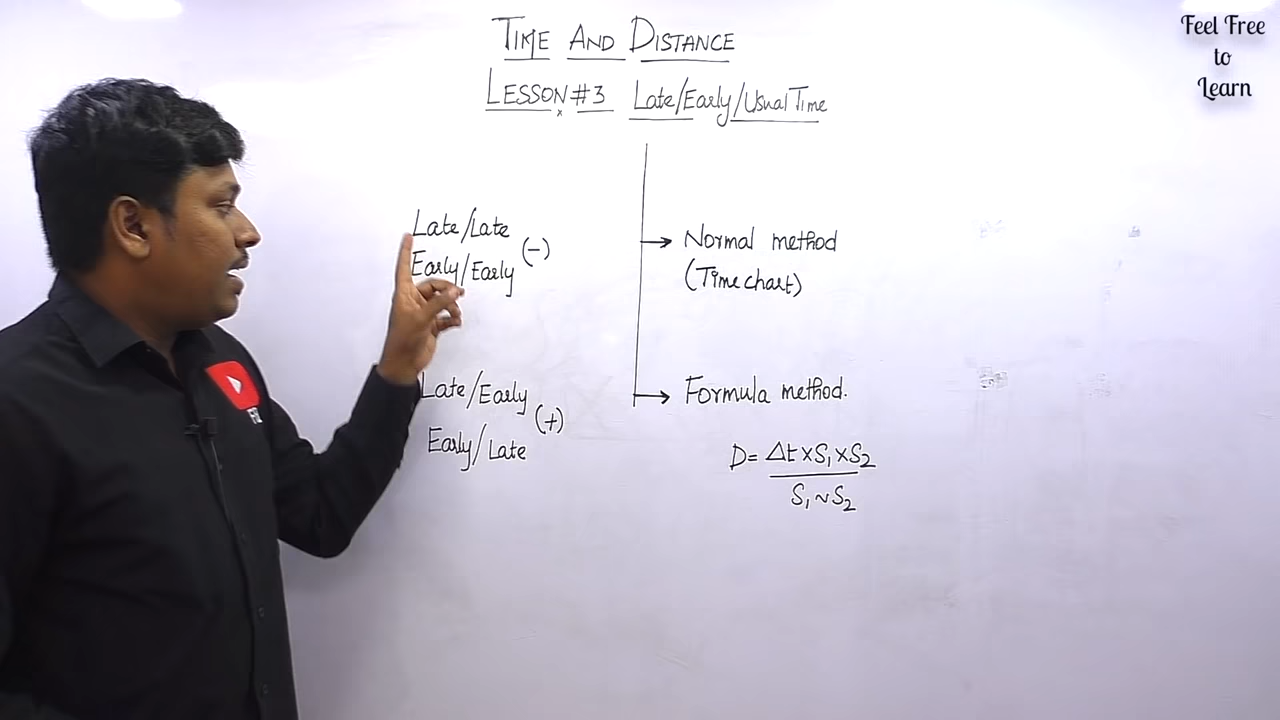 TIME AND DISTANCE
LESSON #3 Late/Early/Usual Time
Feel Free
to
Learn
Late/Late
Early/Early (-)
Late/Early
Early/Late (+)
→ Normal method
(Time chart)
→ Formula method.
D= Δt×S₁×S₂
S₁~S₂